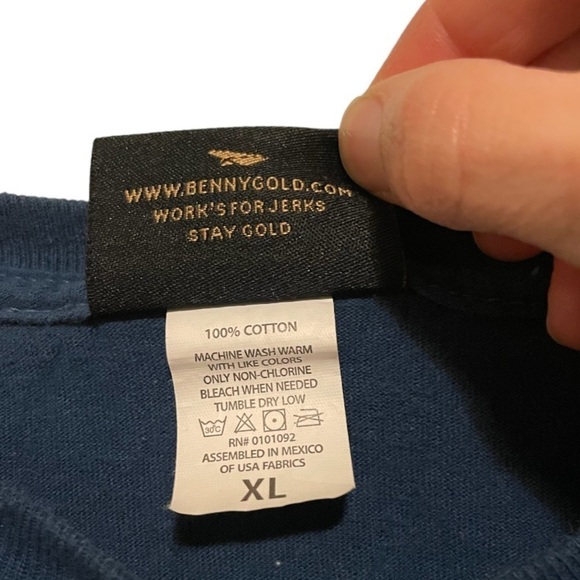 WWW.BENNYGOLD.COM
WORK'S FOR JERKS
STAY GOLD
100% COTTON
MACHINE WASH WARM
WITH LIKE COLORS
ONLY NON-CHLORINE
BLEACH WHEN NEEDED
TUMBLE DRY LOW
30C
RN# 0101092
ASSEMBLED IN MEXICO
OF USA FABRICS
XL